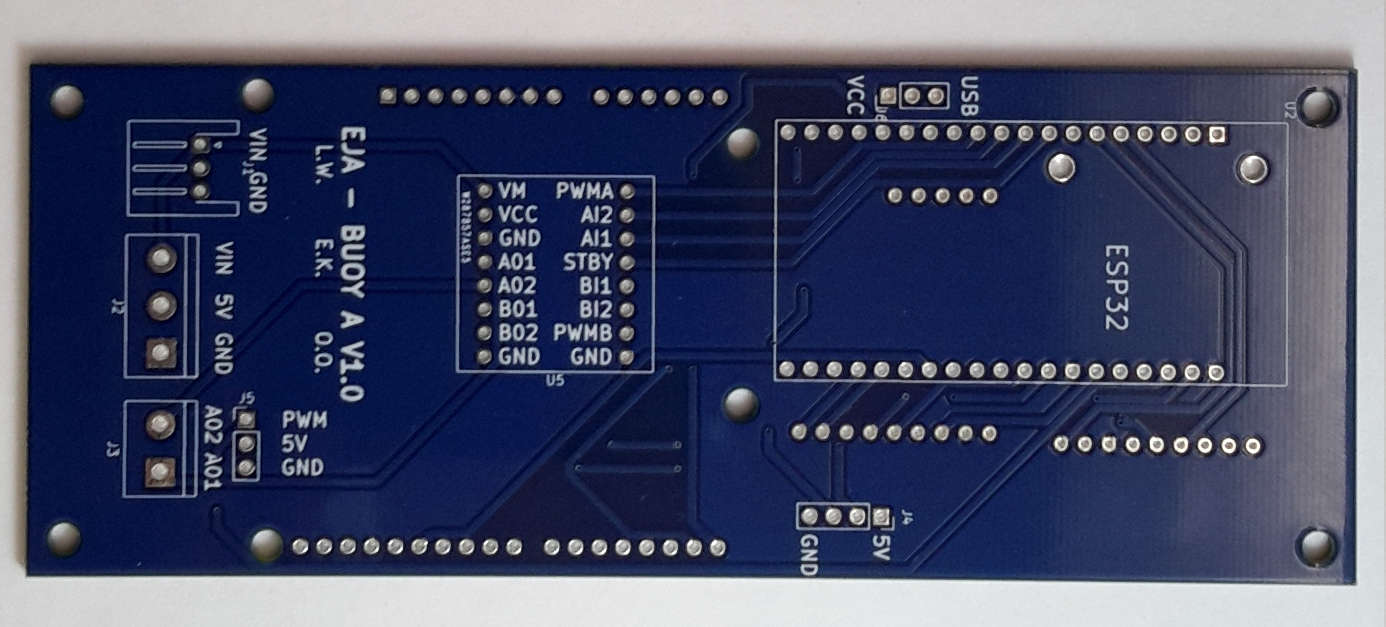 VCC
J6
USB
U2
VIN
J1
GND
EJA - BUOY A V1.0
L.W.
E.K.
O.O.
VM PWMA
VCC AI2
GND AI1
A01 STBY
A02 BI1
B01 BI2
B02 PWMB
GND GND
U5
ESP32
J2
VIN
5V
GND
J3
A02 A01
J5
PWM
5V
GND
GND
5V
J4